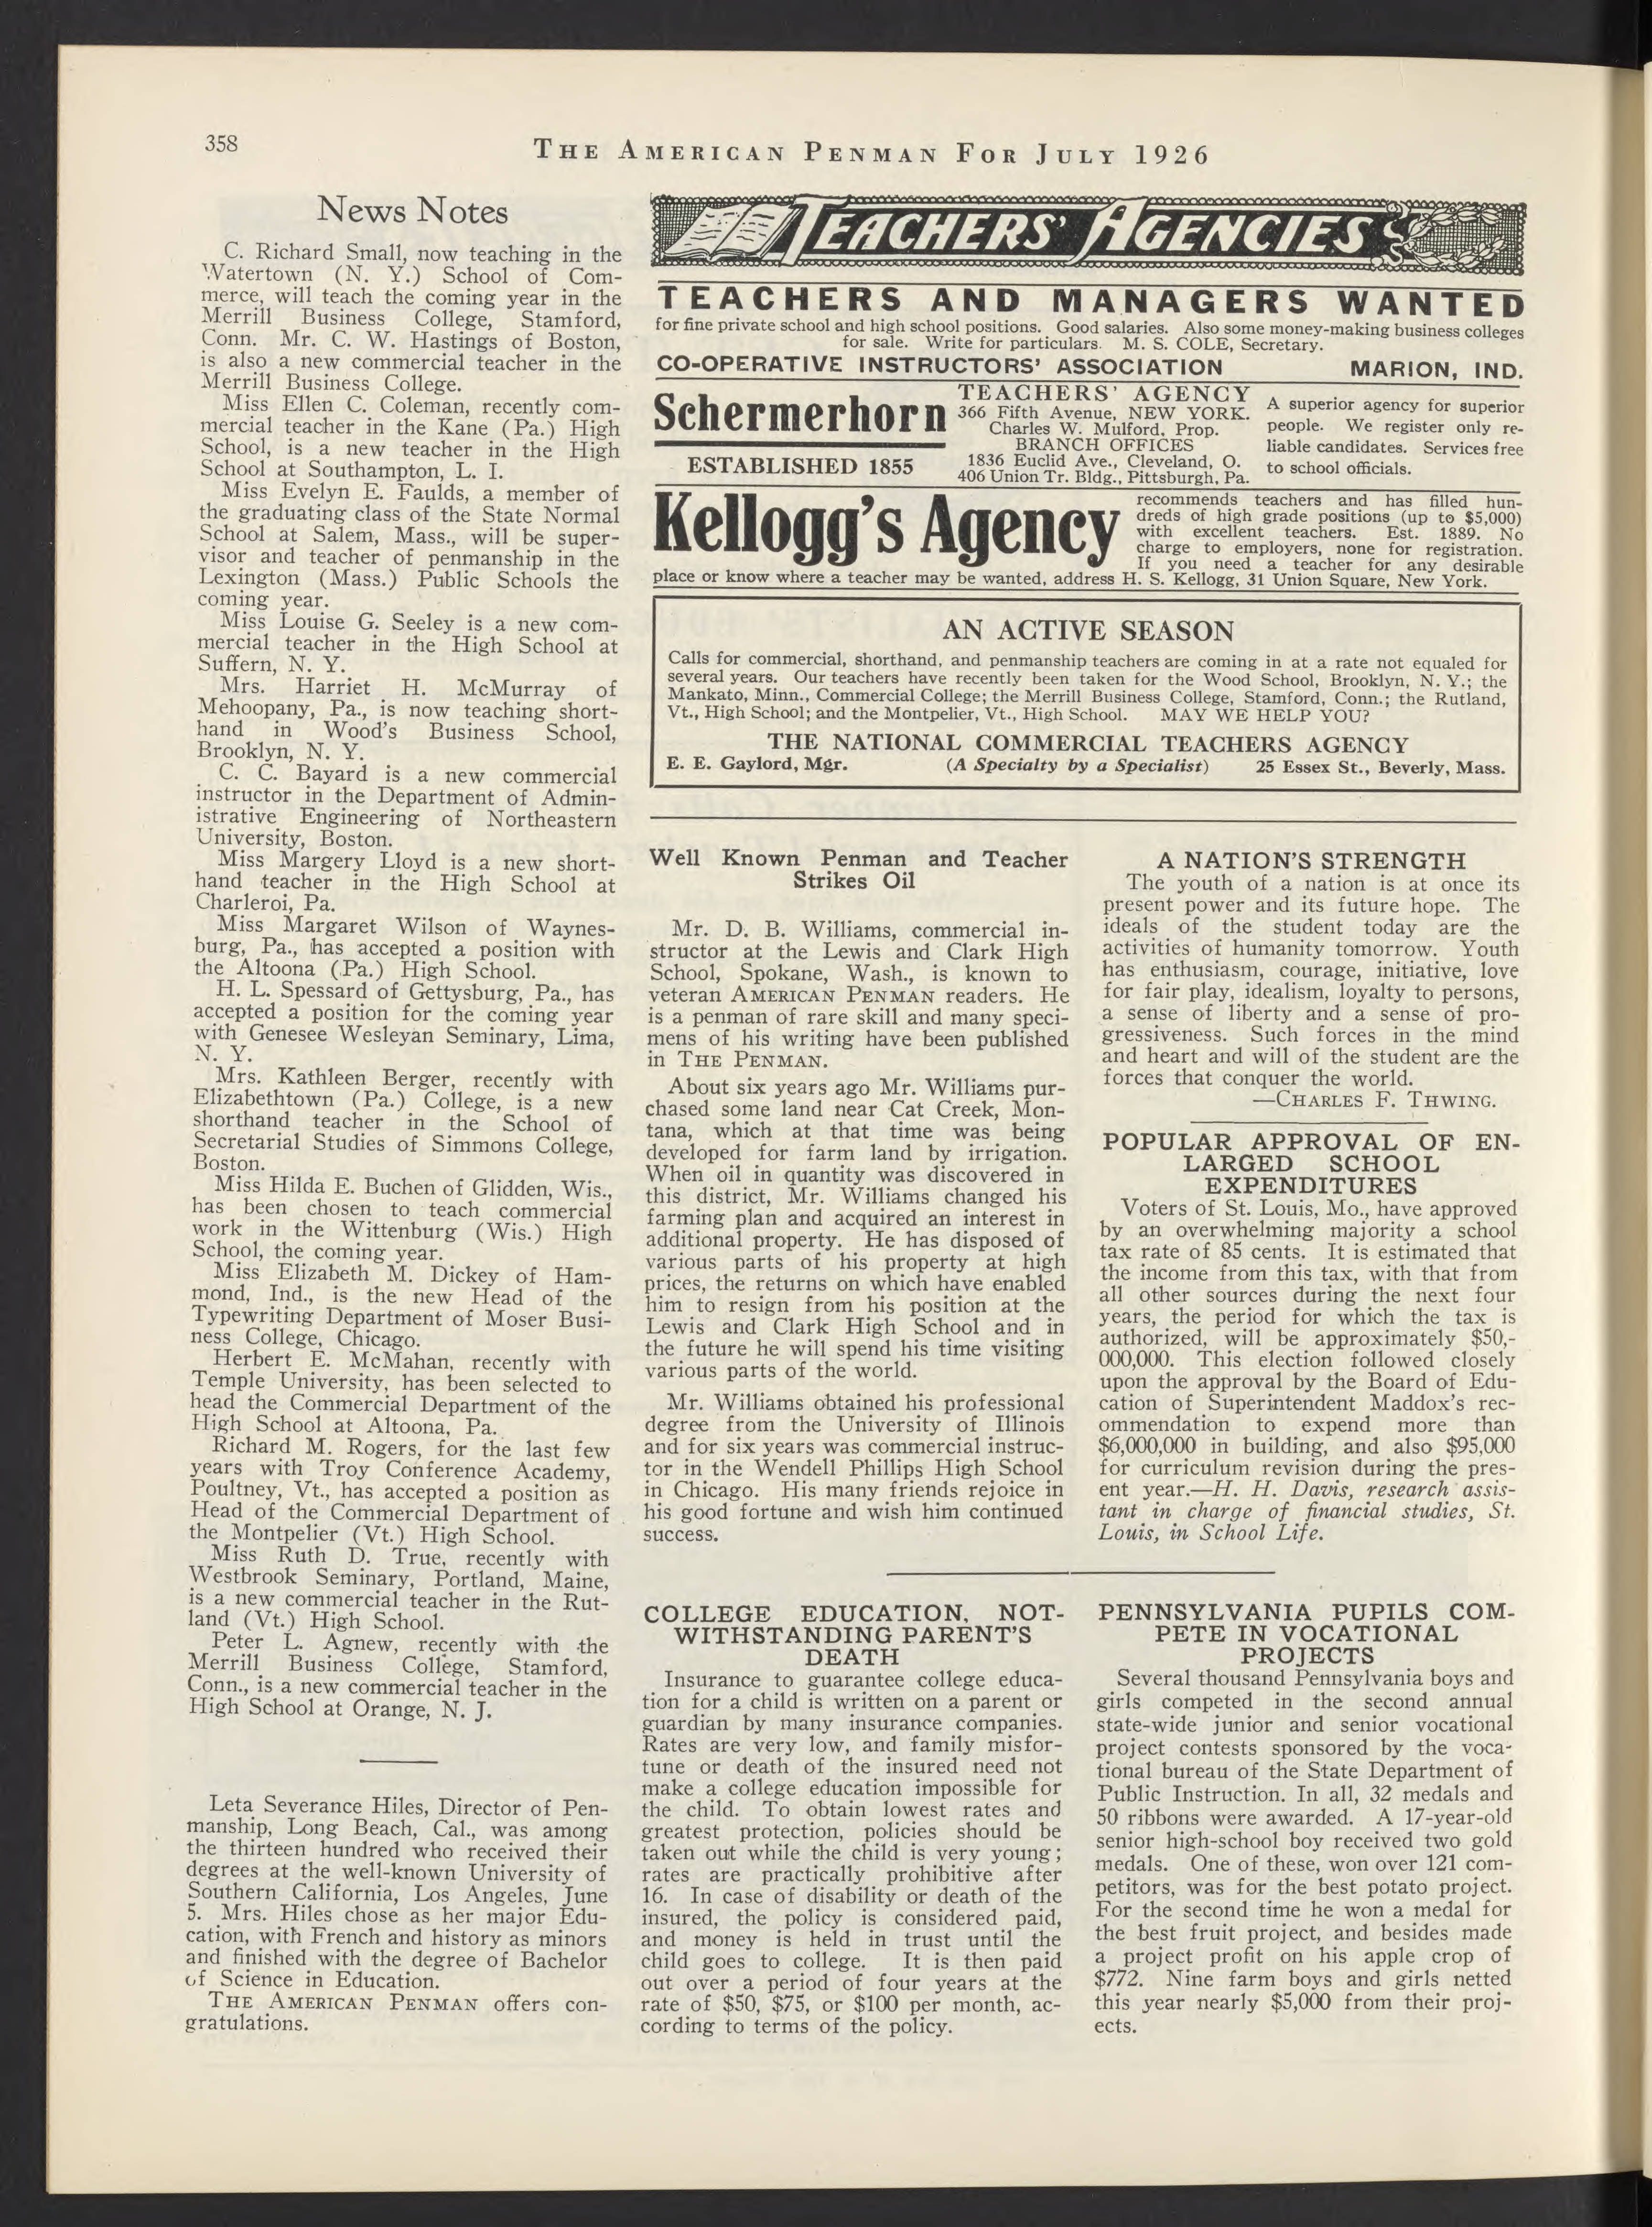 358
THE AMERICAN PENMAN FOR JULY 1926
News Notes
C. Richard Small, now teaching in the
Watertown (N. Y.) School of Com-
merce, will teach the coming year in the
Merrill Business College, Stamford,
Conn. Mr. C. W. Hastings of Boston,
is also a new commercial teacher in the
Merrill Business College.
Miss Ellen C. Coleman, recently com-
mercial teacher in the Kane (Pa.) High
School, is a new teacher in the High
School at Southampton, L. I.
Miss Evelyn E. Faulds, a member of
the graduating class of the State Normal
School at Salem, Mass., will be super-
visor and teacher of penmanship in the
Lexington (Mass.) Public Schools the
coming year.
Miss Louise G. Seeley is a new com-
mercial teacher in the High School at
Suffern, N. Y.
Mrs. Harriet H. McMurray of
Mehoopany, Pa., is now teaching short-
hand in Wood's Business School,
Brooklyn, N. Y.
C. C. Bayard is a new commercial
instructor in the Department of Admin-
istrative Engineering of Northeastern
University, Boston.
Miss Margery Lloyd is a new short-
hand teacher in the High School at
Charleroi, Pa.
Miss Margaret Wilson of Waynes-
burg, Pa., has accepted a position with
the Altoona (Pa.) High School.
H. L. Spessard of Gettysburg, Pa., has
accepted a position for the coming year
with Genesee Wesleyan Seminary, Lima,
N. Y.
Mrs. Kathleen Berger, recently with
Elizabethtown (Pa.) College, is a new
shorthand teacher in the School of
Secretarial Studies of Simmons College,
Boston.
Miss Hilda E. Buchen of Glidden, Wis.,
has been chosen to teach commercial
work in the Wittenburg (Wis.) High
School, the coming year.
Miss Elizabeth M. Dickey of Ham-
mond, Ind., is the new Head of the
Typewriting Department of Moser Busi-
ness College, Chicago.
Herbert E. McMahan, recently with
Temple University, has been selected to
head the Commercial Department of the
High School at Altoona, Pa.
Richard M. Rogers, for the last few
years with Troy Conference Academy,
Poultney, Vt., has accepted a position as
Head of the Commercial Department of
the Montpelier (Vt.) High School.
Miss Ruth D. True, recently with
Westbrook Seminary, Portland, Maine,
is a new commercial teacher in the Rut-
land (Vt.) High School.
Peter L. Agnew, recently with the
Merrill Business College, Stamford,
Conn., is a new commercial teacher in the
High School at Orange, N. J.
Leta Severance Hiles, Director of Pen-
manship, Long Beach, Cal., was among
the thirteen hundred who received their
degrees at the well-known University of
Southern California, Los Angeles, June
5. Mrs. Hiles chose as her major Edu-
cation, with French and history as minors
and finished with the degree of Bachelor
of Science in Education.
THE AMERICAN PENMAN offers con-
gratulations.
TEACHERS' AGENCIES
TEACHERS AND MANAGERS WANTED
for fine private school and high school positions. Good salaries. Also some money-making business colleges
for sale. Write for particulars. M. S. COLE, Secretary.
CO-OPERATIVE INSTRUCTORS' ASSOCIATION MARION, IND.
Schermerhorn
ESTABLISHED 1855
TEACHERS' AGENCY
366 Fifth Avenue, NEW YORK.
Charles W. Mulford, Prop.
BRANCH OFFICES
1836 Euclid Ave., Cleveland, O.
406 Union Tr. Bldg., Pittsburgh, Pa.
A superior agency for superior
people. We register only re-
liable candidates. Services free
to school officials.
Kellogg's Agency
recommends teachers and has filled hun-
dreds of high grade positions (up to $5,000)
with excellent teachers. Est. 1889. No
charge to employers, none for registration.
If you need a teacher for any desirable
place or know where a teacher may be wanted, address H. S. Kellogg, 31 Union Square, New York.
AN ACTIVE SEASON
Calls for commercial, shorthand, and penmanship teachers are coming in at a rate not equaled for
several years. Our teachers have recently been taken for the Wood School, Brooklyn, N. Y.; the
Mankato, Minn., Commercial College; the Merrill Business College, Stamford, Conn.; the Rutland,
Vt., High School; and the Montpelier, Vt., High School. MAY WE HELP YOU?
THE NATIONAL COMMERCIAL TEACHERS AGENCY
E. E. Gaylord, Mgr. (A Specialty by a Specialist) 25 Essex St., Beverly, Mass.
Well Known Penman and Teacher
Strikes Oil
Mr. D. B. Williams, commercial in-
structor at the Lewis and Clark High
School, Spokane, Wash., is known to
veteran AMERICAN PENMAN readers. He
is a penman of rare skill and many speci-
mens of his writing have been published
in THE PENMAN.
About six years ago Mr. Williams pur-
chased some land near Cat Creek, Mon-
tana, which at that time was being
developed for farm land by irrigation.
When oil in quantity was discovered in
this district, Mr. Williams changed his
farming plan and acquired an interest in
additional property. He has disposed of
various parts of his property at high
prices, the returns on which have enabled
him to resign from his position at the
Lewis and Clark High School and in
the future he will spend his time visiting
various parts of the world.
Mr. Williams obtained his professional
degree from the University of Illinois
and for six years was commercial instruc-
tor in the Wendell Phillips High School
in Chicago. His many friends rejoice in
his good fortune and wish him continued
success.
A NATION'S STRENGTH
The youth of a nation is at once its
present power and its future hope. The
ideals of the student today are the
activities of humanity tomorrow. Youth
has enthusiasm, courage, initiative, love
for fair play, idealism, loyalty to persons,
a sense of liberty and a sense of pro-
gressiveness. Such forces in the mind
and heart and will of the student are the
forces that conquer the world.
—CHARLES F. THWING.
POPULAR APPROVAL OF EN-
LARGED SCHOOL
EXPENDITURES
Voters of St. Louis, Mo., have approved
by an overwhelming majority a school
tax rate of 85 cents. It is estimated that
the income from this tax, with that from
all other sources during the next four
years, the period for which the tax is
authorized, will be approximately $50,-
000,000. This election followed closely
upon the approval by the Board of Edu-
cation of Superintendent Maddox's rec-
ommendation to expend more than
$6,000,000 in building, and also $95,000
for curriculum revision during the pres-
ent year.—H. H. Davis, research assis-
tant in charge of financial studies, St.
Louis, in School Life.
COLLEGE EDUCATION, NOT-
WITHSTANDING PARENT'S
DEATH
Insurance to guarantee college educa-
tion for a child is written on a parent or
guardian by many insurance companies.
Rates are very low, and family misfor-
tune or death of the insured need not
make a college education impossible for
the child. To obtain lowest rates and
greatest protection, policies should be
taken out while the child is very young;
rates are practically prohibitive after
16. In case of disability or death of the
insured, the policy is considered paid,
and money is held in trust until the
child goes to college. It is then paid
out over a period of four years at the
rate of $50, $75, or $100 per month, ac-
cording to terms of the policy.
PENNSYLVANIA PUPILS COM-
PETE IN VOCATIONAL
PROJECTS
Several thousand Pennsylvania boys and
girls competed in the second annual
state-wide junior and senior vocational
project contests sponsored by the voca-
tional bureau of the State Department of
Public Instruction. In all, 32 medals and
50 ribbons were awarded. A 17-year-old
senior high-school boy received two gold
medals. One of these, won over 121 com-
petitors, was for the best potato project.
For the second time he won a medal for
the best fruit project, and besides made
a project profit on his apple crop of
$772. Nine farm boys and girls netted
this year nearly $5,000 from their proj-
ects.